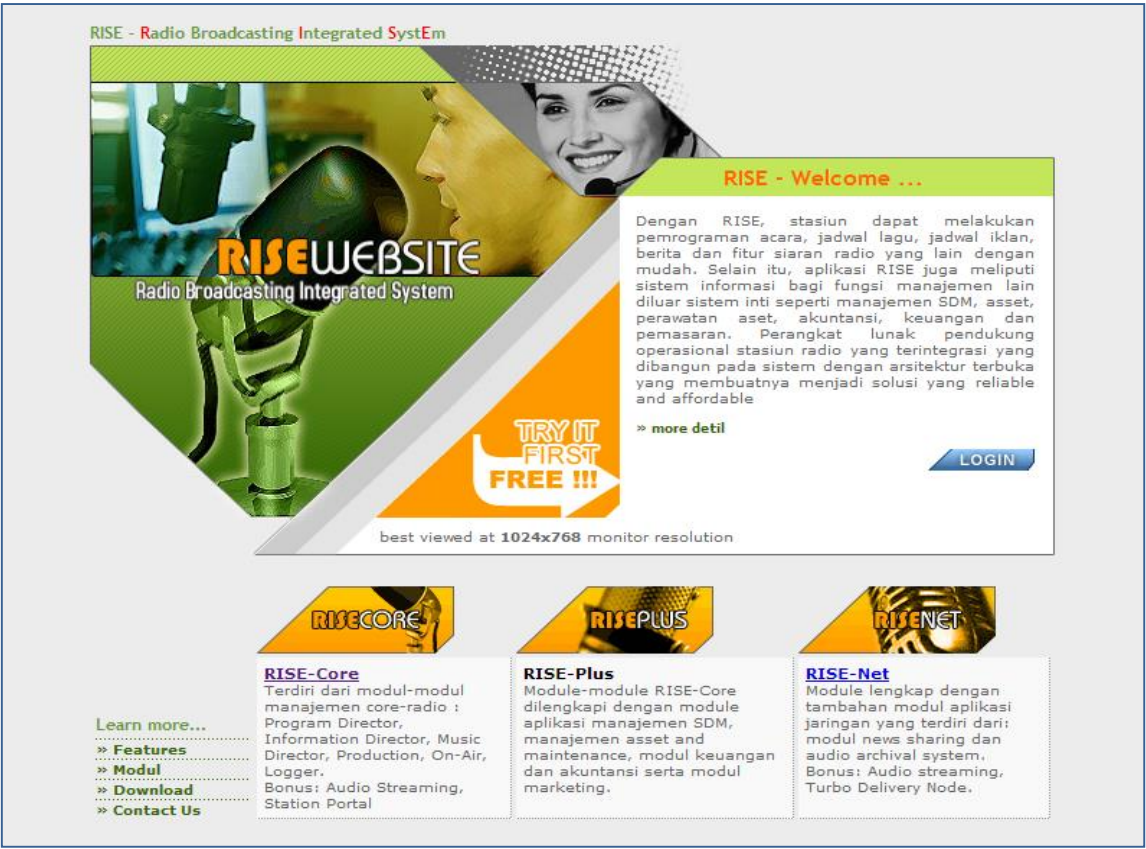 RISE - Radio Broadcasting Integrated SystEm
RISEWEBSITE
Radio Broadcasting Integrated System
RISE - Welcome ...
Dengan RISE, stasiun dapat melakukan
pemrograman acara, jadwal lagu, jadwal iklan,
berita dan fitur siaran radio yang lain dengan
mudah. Selain itu, aplikasi RISE juga meliputi
sistem informasi bagi fungsi manajemen lain
diluar sistem inti seperti manajemen SDM, asset,
perawatan aset, akuntansi, keuangan dan
pemasaran. Perangkat lunak pendukung
operasional stasiun radio yang terintegrasi yang
dibangun pada sistem dengan arsitektur terbuka
yang membuatnya menjadi solusi yang reliable
and affordable
» more detil
LOGIN
TRY IT
FIRST
FREE !!!
best viewed at 1024x768 monitor resolution
RISECORE
RISE-Core
Terdiri dari modul-modul
manajemen core-radio :
Program Director,
Information Director, Music
Director, Production, On-Air,
Logger.
Bonus: Audio Streaming,
Station Portal
RISEPLUS
RISE-Plus
Module-module RISE-Core
dilengkapi dengan module
aplikasi manajemen SDM,
manajemen asset and
maintenance, modul keuangan
dan akuntansi serta modul
marketing.
RISENET
RISE-Net
Module lengkap dengan
tambahan modul aplikasi
jaringan yang terdiri dari:
modul news sharing dan
audio archival system.
Bonus: Audio streaming,
Turbo Delivery Node.
Learn more...
» Features
» Modul
» Download
» Contact Us